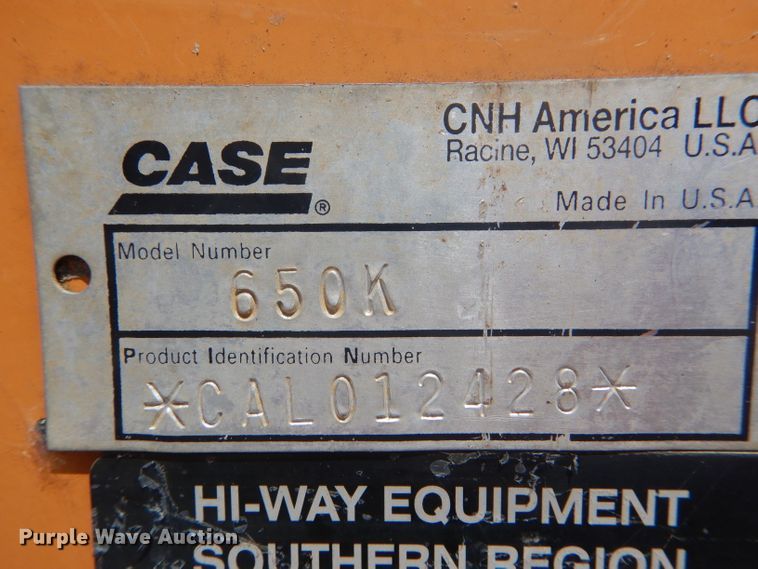 CASE ®
CNH America LLC
Racine, WI 53404 U.S.A
Made In U.S.A.
Model Number
650K
Product Identification Number
*CAL012428*
HI-WAY EQUIPMENT
SOUTHERN REGION
Purple Wave Auction